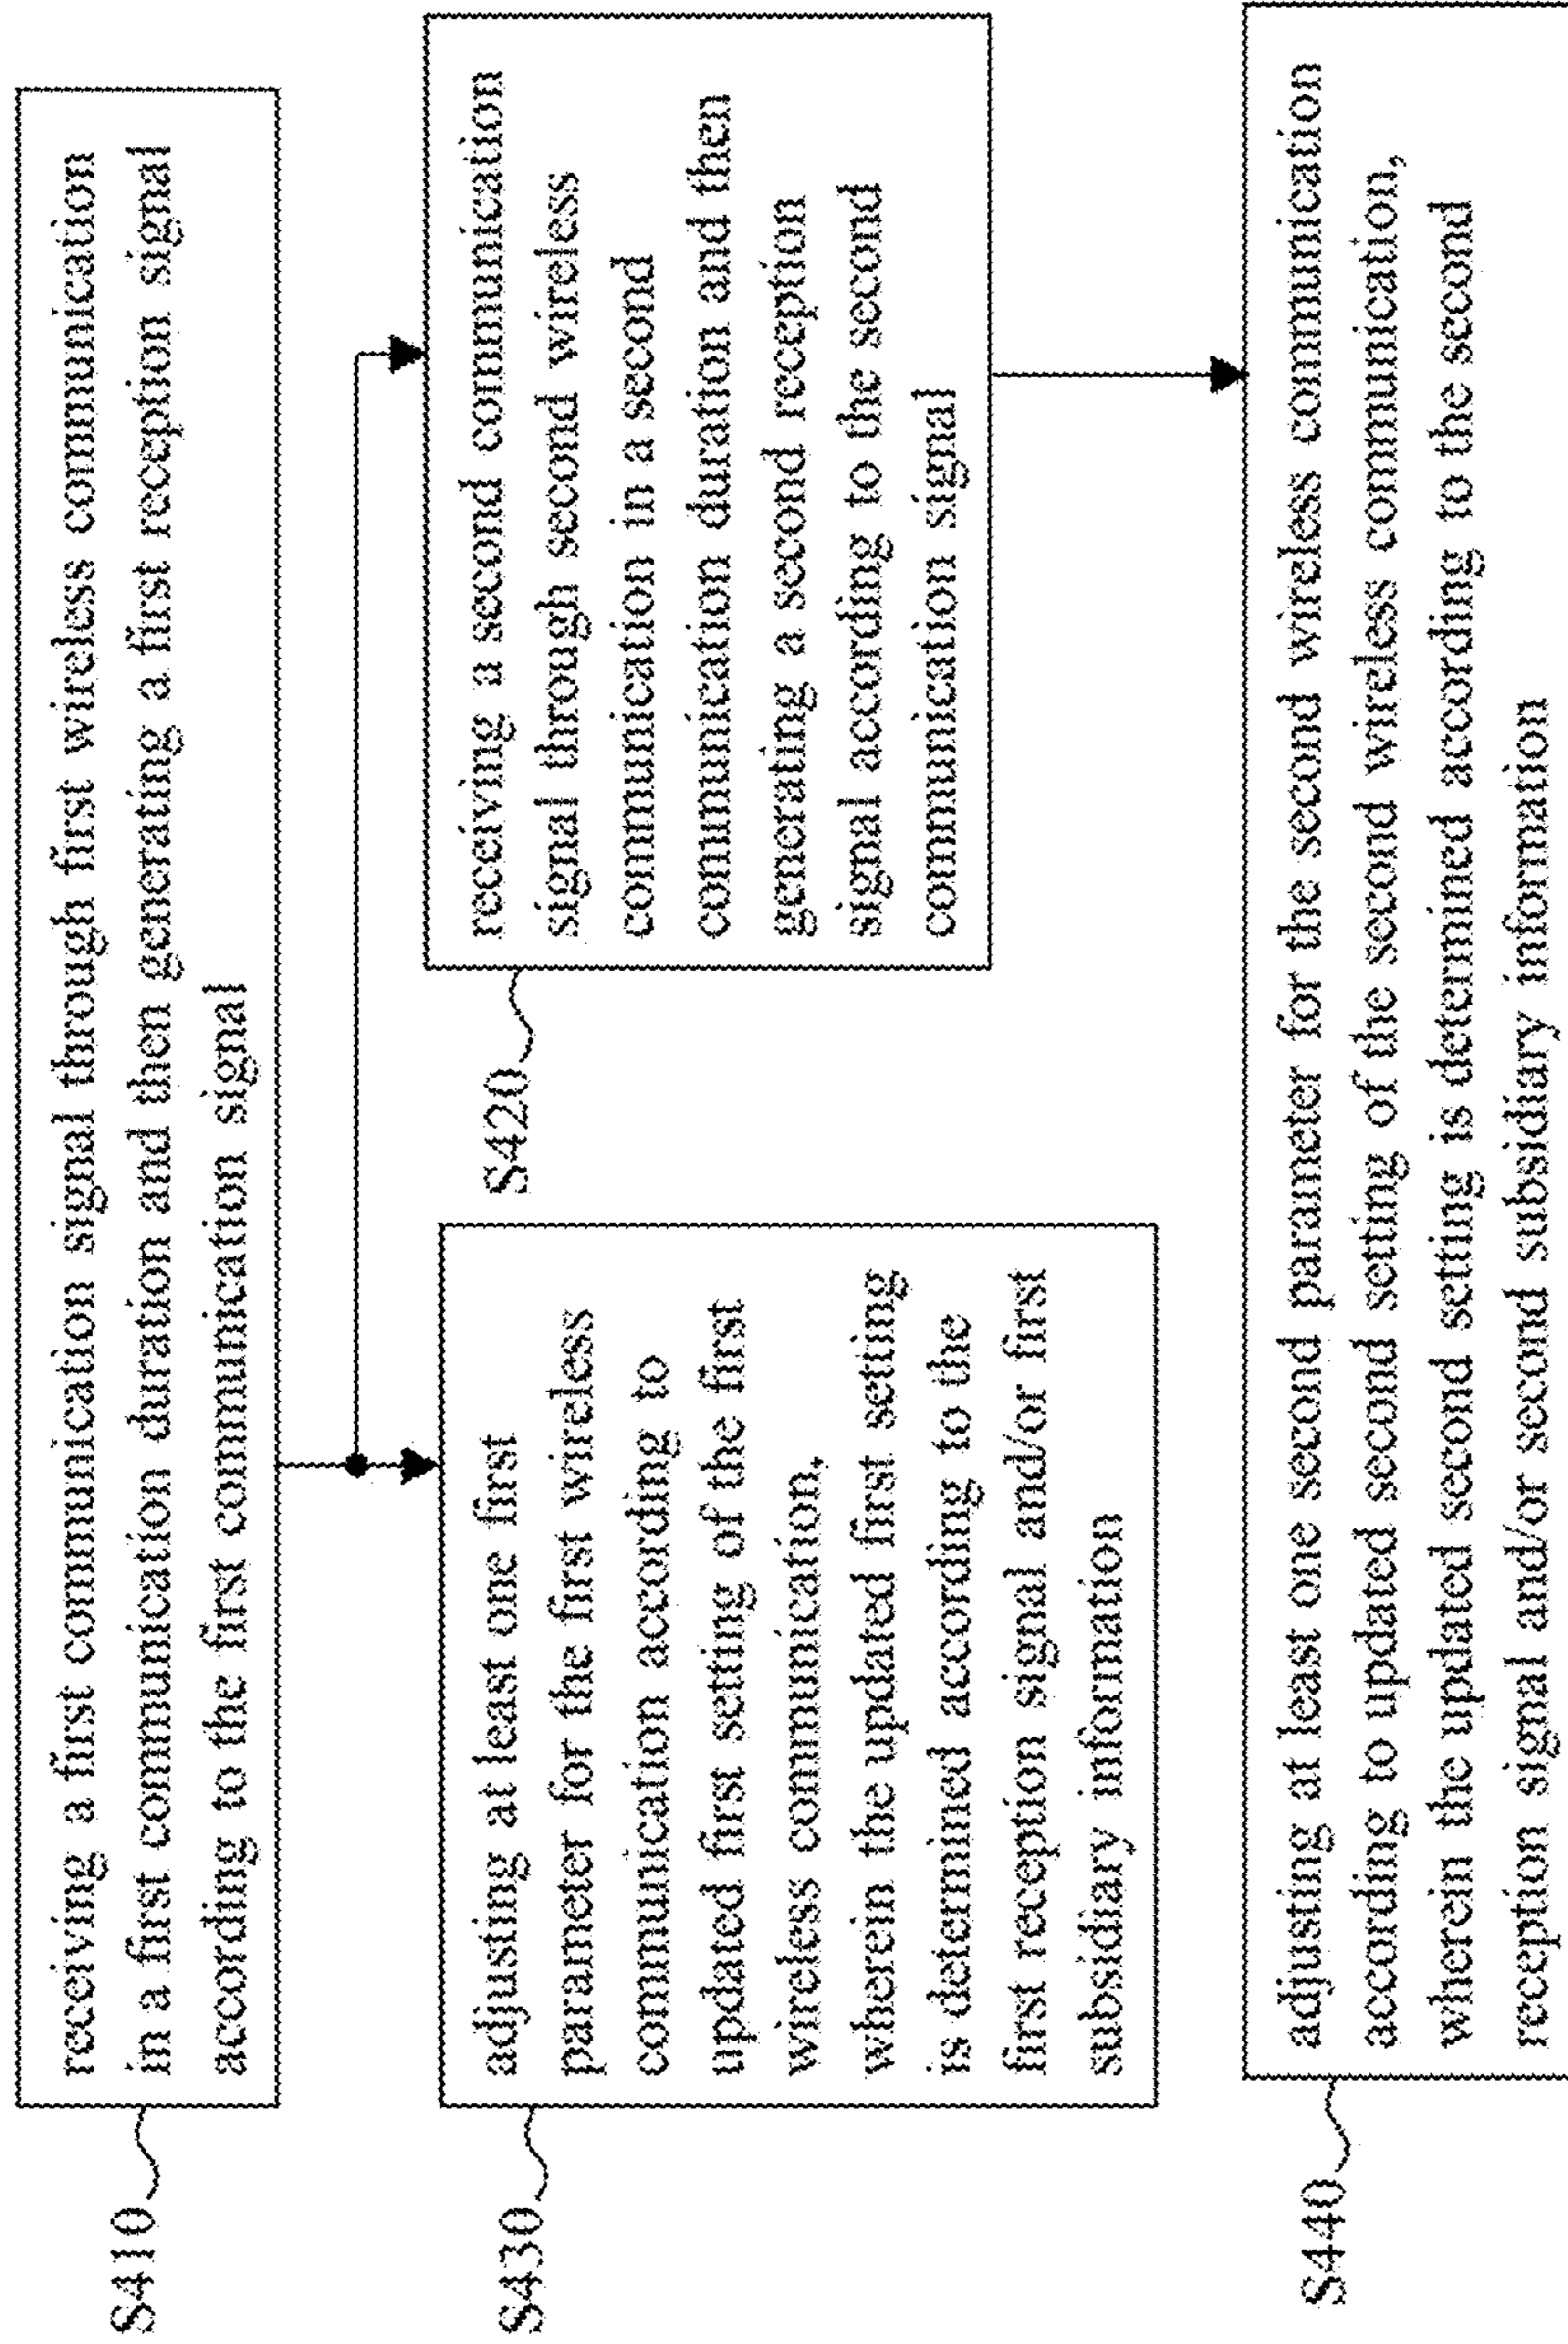 S410
receiving a first communication signal through first wireless communication
in a first communication duration and then generating a first reception signal
according to the first communication signal
S430
adjusting at least one first
parameter for the first wireless
communication according to
updated first setting of the first
wireless communication,
wherein the updated first setting
is determined according to the
first reception signal and/or first
subsidiary information
S420
receiving a second communication
signal through second wireless
communication in a second
communication duration and then
generating a second reception
signal according to the second
communication signal
S440
adjusting at least one second parameter for the second wireless communication
according to updated second setting of the second wireless communication,
wherein the updated second setting is determined according to the second
reception signal and/or second subsidiary information